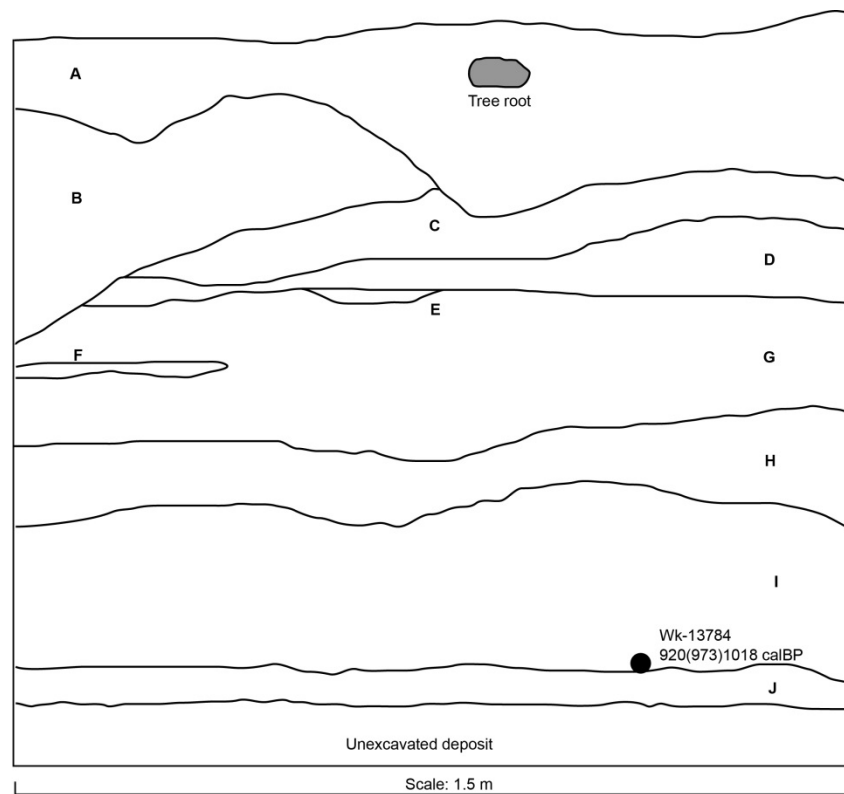 A
Tree root
B
C
D
E
F
G
H
I
Wk-13784
920(973)1018 calBP
J
Unexcavated deposit
Scale: 1.5 m